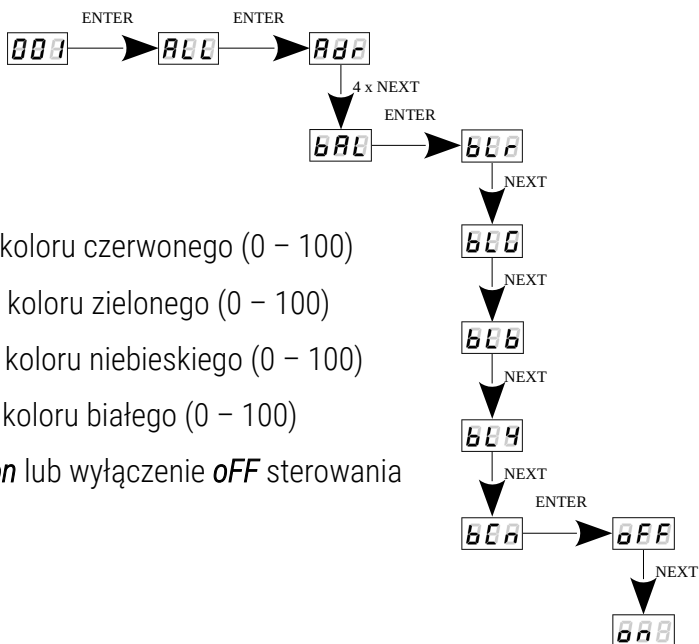 ENTER ENTER
001 ALL Adr
4 x NEXT
ENTER
bAL bLr
NEXT
koloru czerwonego (0 – 100)
bLG
NEXT
koloru zielonego (0 – 100)
bLb
koloru niebieskiego (0 – 100)
NEXT
koloru białego (0 – 100)
bLY
on lub wyłączenie oFF sterowania
NEXT
ENTER
bCn oFF
NEXT
on